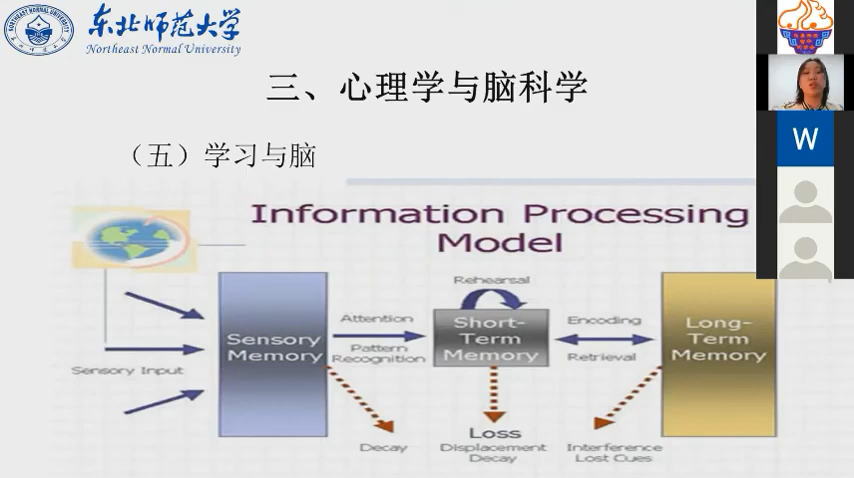 东北师范大学
Northeast Normal University
三、心理学与脑科学
（五）学习与脑
Information Processing
Model
Sensory Input
Sensory
Memory
Attention
Pattern
Recognition
Rehearsal
Short-
Term
Memory
Encoding
Retrieval
Long-
Term
Memory
Decay
Loss
Displacement
Decay
Interference
Lost Cues
W